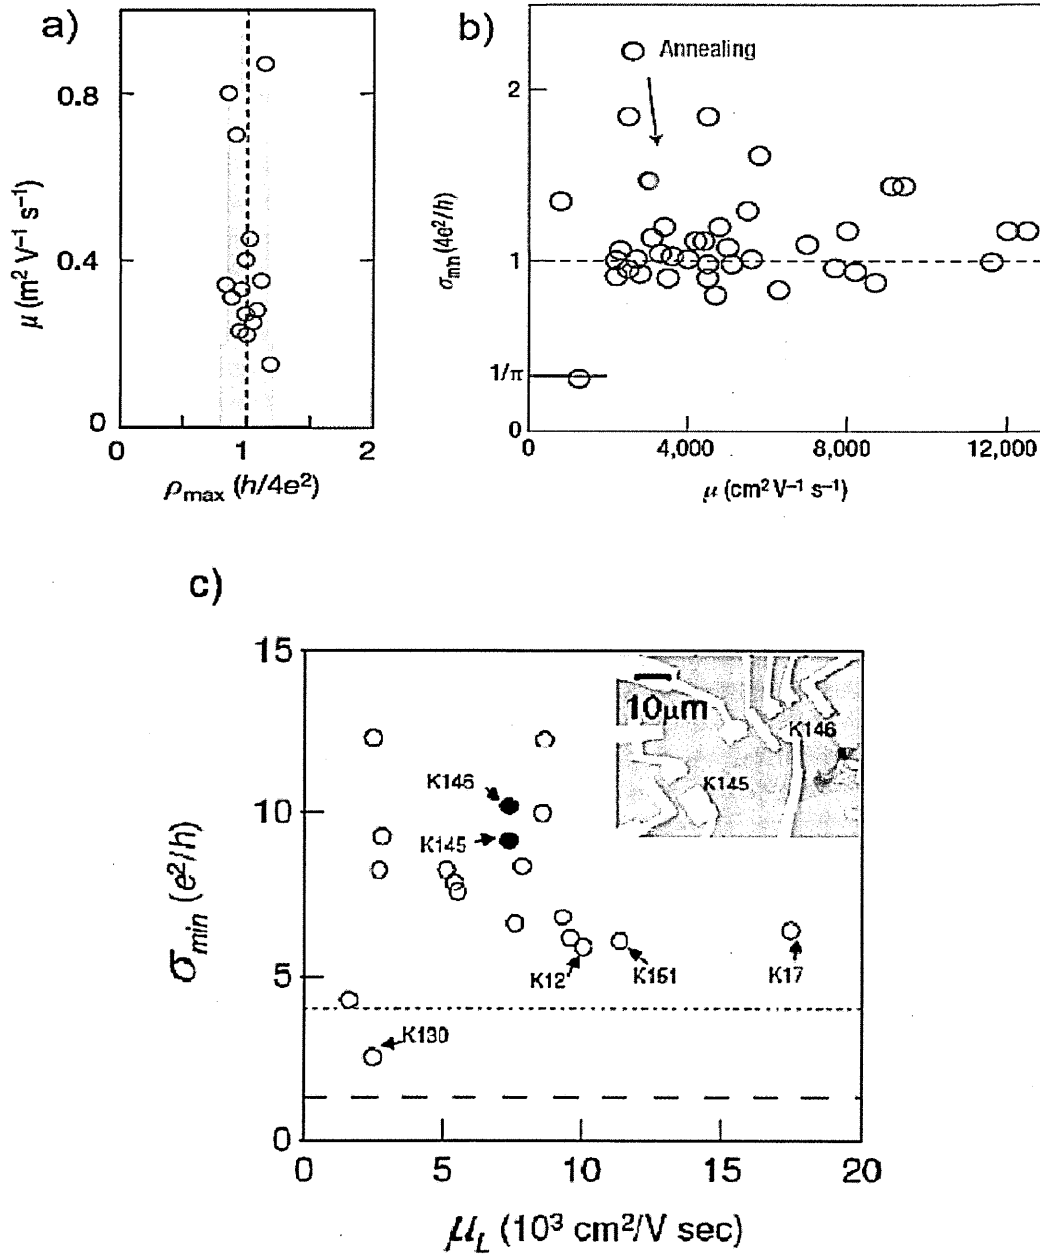 a)
0.8
0.4
0
μ (m² V⁻¹ s⁻¹)
0 1 2
ρmax (h/4e²)
b)
Annealing
2
1
1/π
0
σmin (4e²/h)
0 4,000 8,000 12,000
μ (cm² V⁻¹ s⁻¹)
c)
15
10
5
0
σmin (e²/h)
10μm
K146
K145
K146
K145
K12
K151
K17
K130
0 5 10 15 20
μL (10³ cm²/V sec)